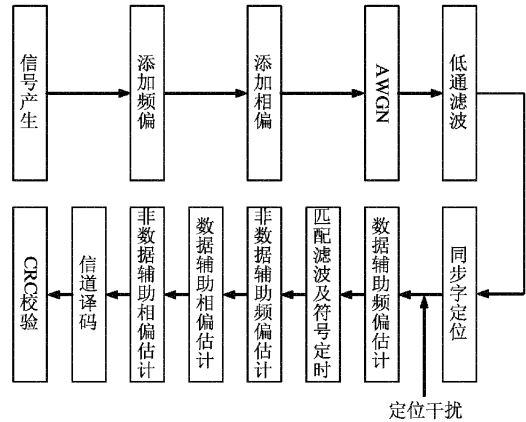 信号产生
添加频偏
添加相偏
AWGN
低通滤波
CRC校验
信道译码
非数据辅助相偏估计
数据辅助相偏估计
非数据辅助频偏估计
匹配滤波及符号定时
数据辅助频偏估计
同步字定位
定位干扰